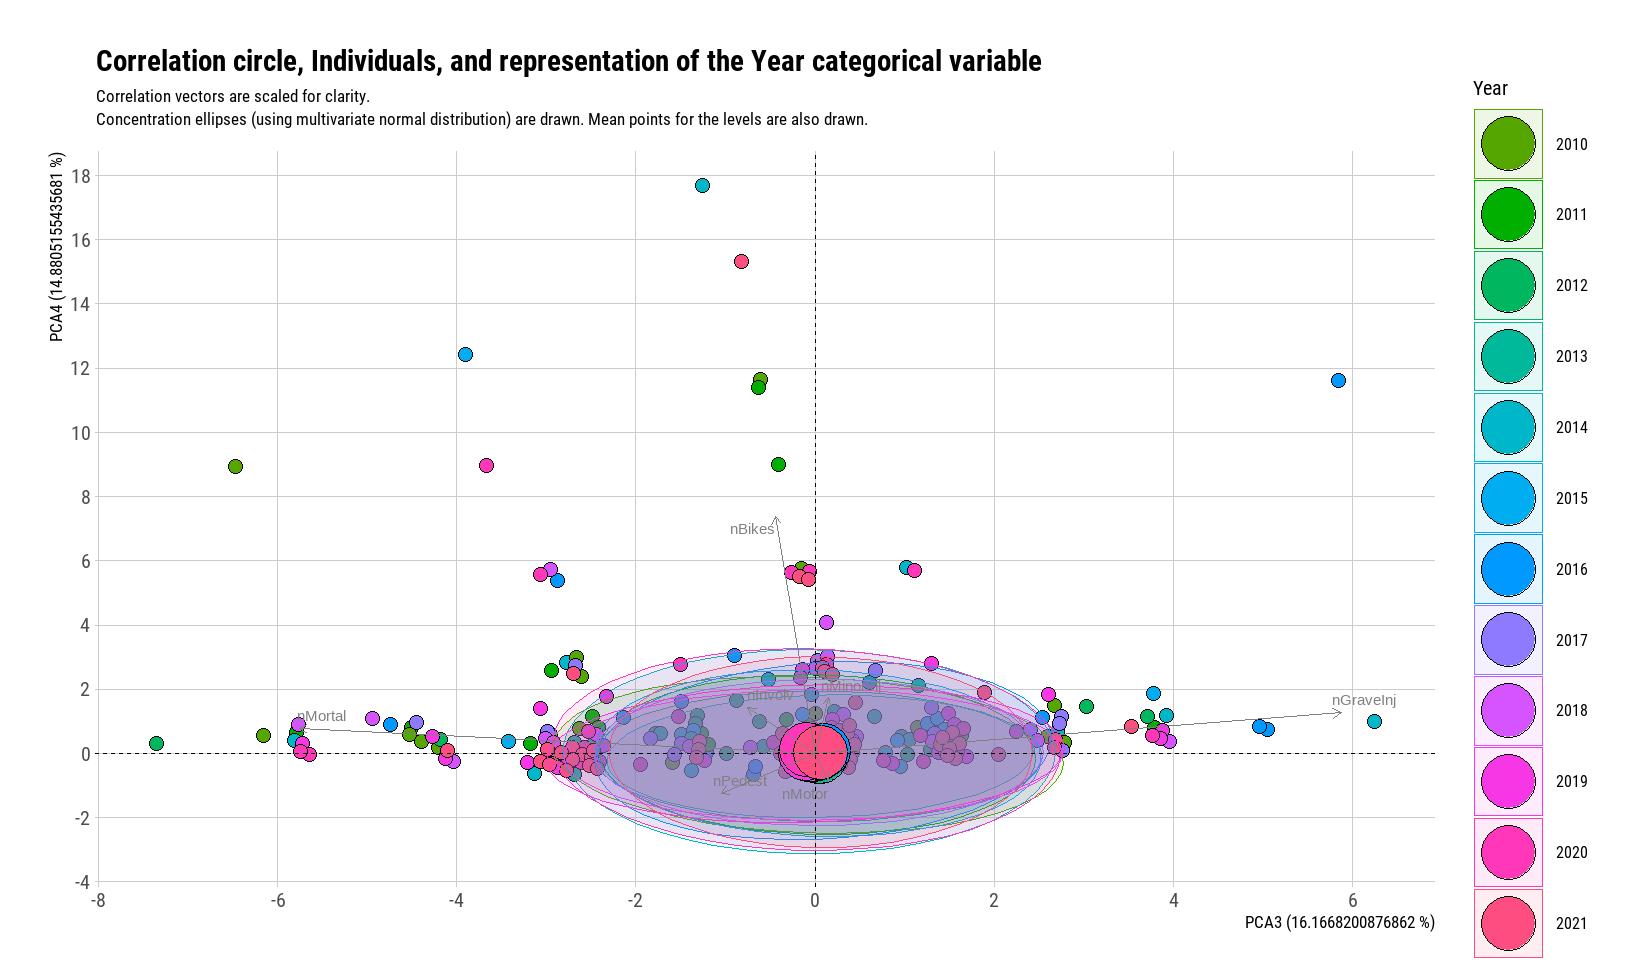 Correlation circle, Individuals, and representation of the Year categorical variable
Correlation vectors are scaled for clarity.
Concentration ellipses (using multivariate normal distribution) are drawn. Mean points for the levels are also drawn.
Year
2010
2011
2012
2013
2014
2015
2016
2017
2018
2019
2020
2021
PCA4 (14.8805155435681 %)
18
16
14
12
10
8
6
4
2
0
-2
-4
nBikes
nInvolv
nMortal
nGraveInj
nPedest
nMotor
-8
-6
-4
-2
0
2
4
6
PCA3 (16.1668200876862 %)